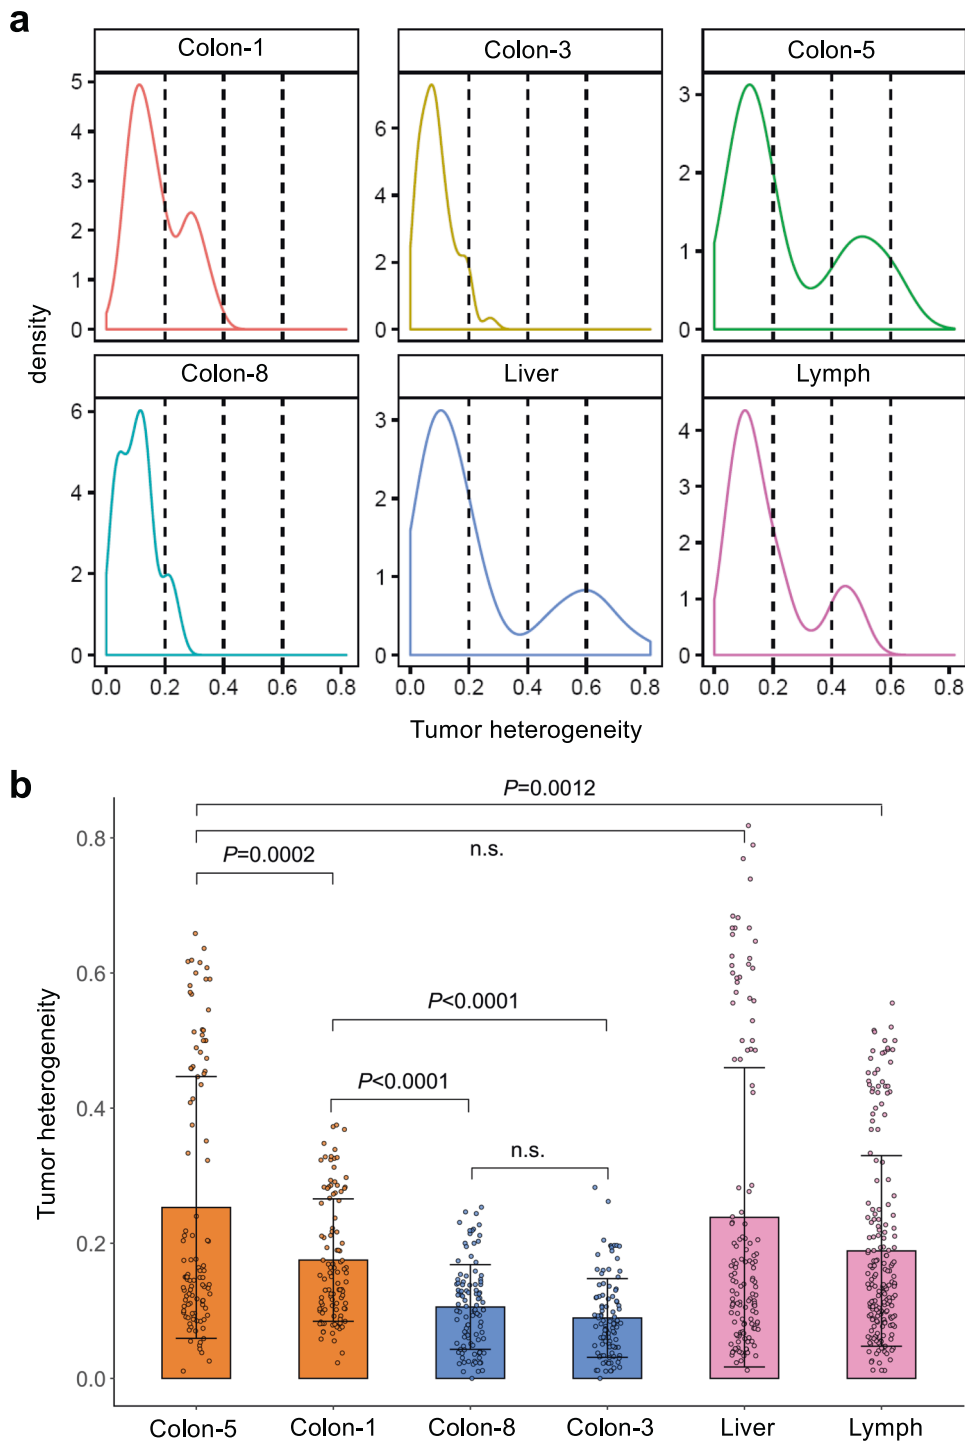 a
Colon-1 Colon-3 Colon-5
5 4 3 2 1 0
6 4 2 0
3 2 1 0
density
Colon-8 Liver Lymph
6 4 2 0
3 2 1 0
4 3 2 1 0
0.0 0.2 0.4 0.6 0.8 0.0 0.2 0.4 0.6 0.8 0.0 0.2 0.4 0.6 0.8
Tumor heterogeneity
b
P=0.0012
n.s.
P=0.0002
P<0.0001
P<0.0001
n.s.
0.8
0.6
0.4
0.2
0.0
Tumor heterogeneity
Colon-5 Colon-1 Colon-8 Colon-3 Liver Lymph